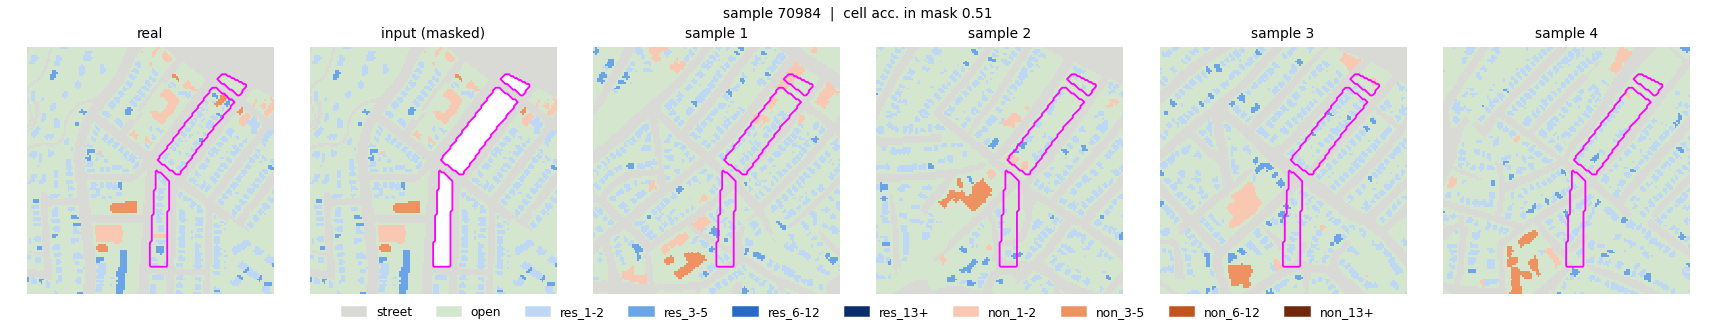 sample 70984 | cell acc. in mask 0.51
real
input (masked)
sample 1
sample 2
sample 3
sample 4
street
open
res_1-2
res_3-5
res_6-12
res_13+
non_1-2
non_3-5
non_6-12
non_13+